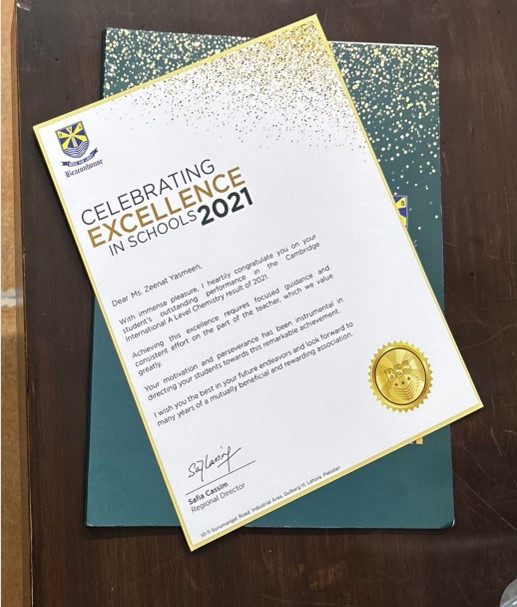 Beaconhouse
CELEBRATING
EXCELLENCE
IN SCHOOLS 2021
Dear Ms. Zeenat Yasmeen,
With immense pleasure, I heartily congratulate you on your
student's outstanding performance in the Cambridge
International A Level Chemistry result of 2021.
Achieving this excellence requires focused guidance and
consistent effort on the part of the teacher, which we value
greatly.
Your motivation and perseverance has been instrumental in
directing your students towards this remarkable achievement.
I wish you the best in your future endeavors and look forward to
many years of a mutually beneficial and rewarding association.
Safia Cassim
Regional Director
10-11 Gurumangat Road, Industrial Area, Gulberg III, Lahore, Pakistan